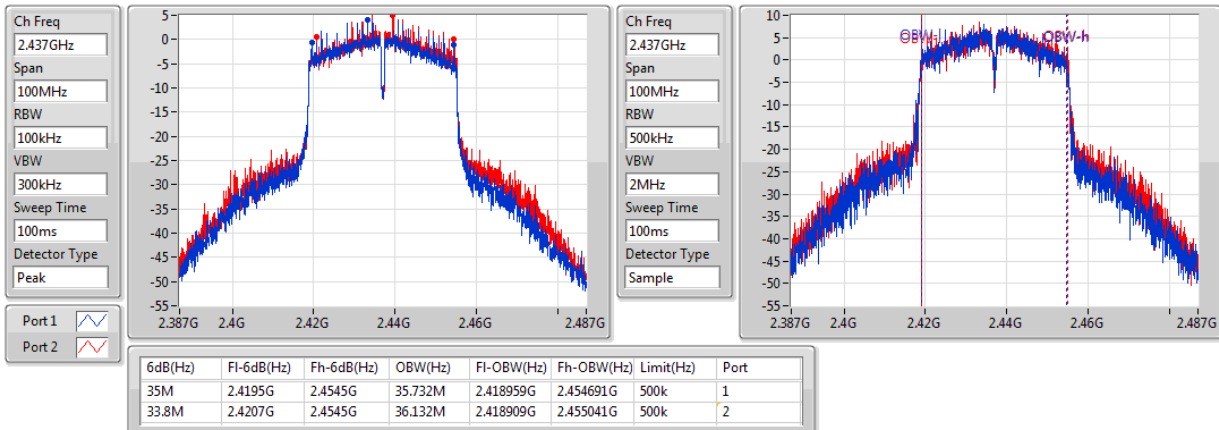 Ch Freq
2.437GHz
Span
100MHz
RBW
100kHz
VBW
300kHz
Sweep Time
100ms
Detector Type
Peak
Port 1
Port 2
5
0
-5
-10
-15
-20
-25
-30
-35
-40
-45
-50
-55
2.387G 2.4G 2.42G 2.44G 2.46G 2.487G
Ch Freq
2.437GHz
Span
100MHz
RBW
500kHz
VBW
2MHz
Sweep Time
100ms
Detector Type
Sample
10
5
0
-5
-10
-15
-20
-25
-30
-35
-40
-45
-50
-55
OBW-l OBW-h
2.387G 2.4G 2.42G 2.44G 2.46G 2.487G
6dB(Hz) Fl-6dB(Hz) Fh-6dB(Hz) OBW(Hz) Fl-OBW(Hz) Fh-OBW(Hz) Limit(Hz) Port
35M 2.4195G 2.4545G 35.732M 2.418959G 2.454691G 500k 1
33.8M 2.4207G 2.4545G 36.132M 2.418909G 2.455041G 500k 2